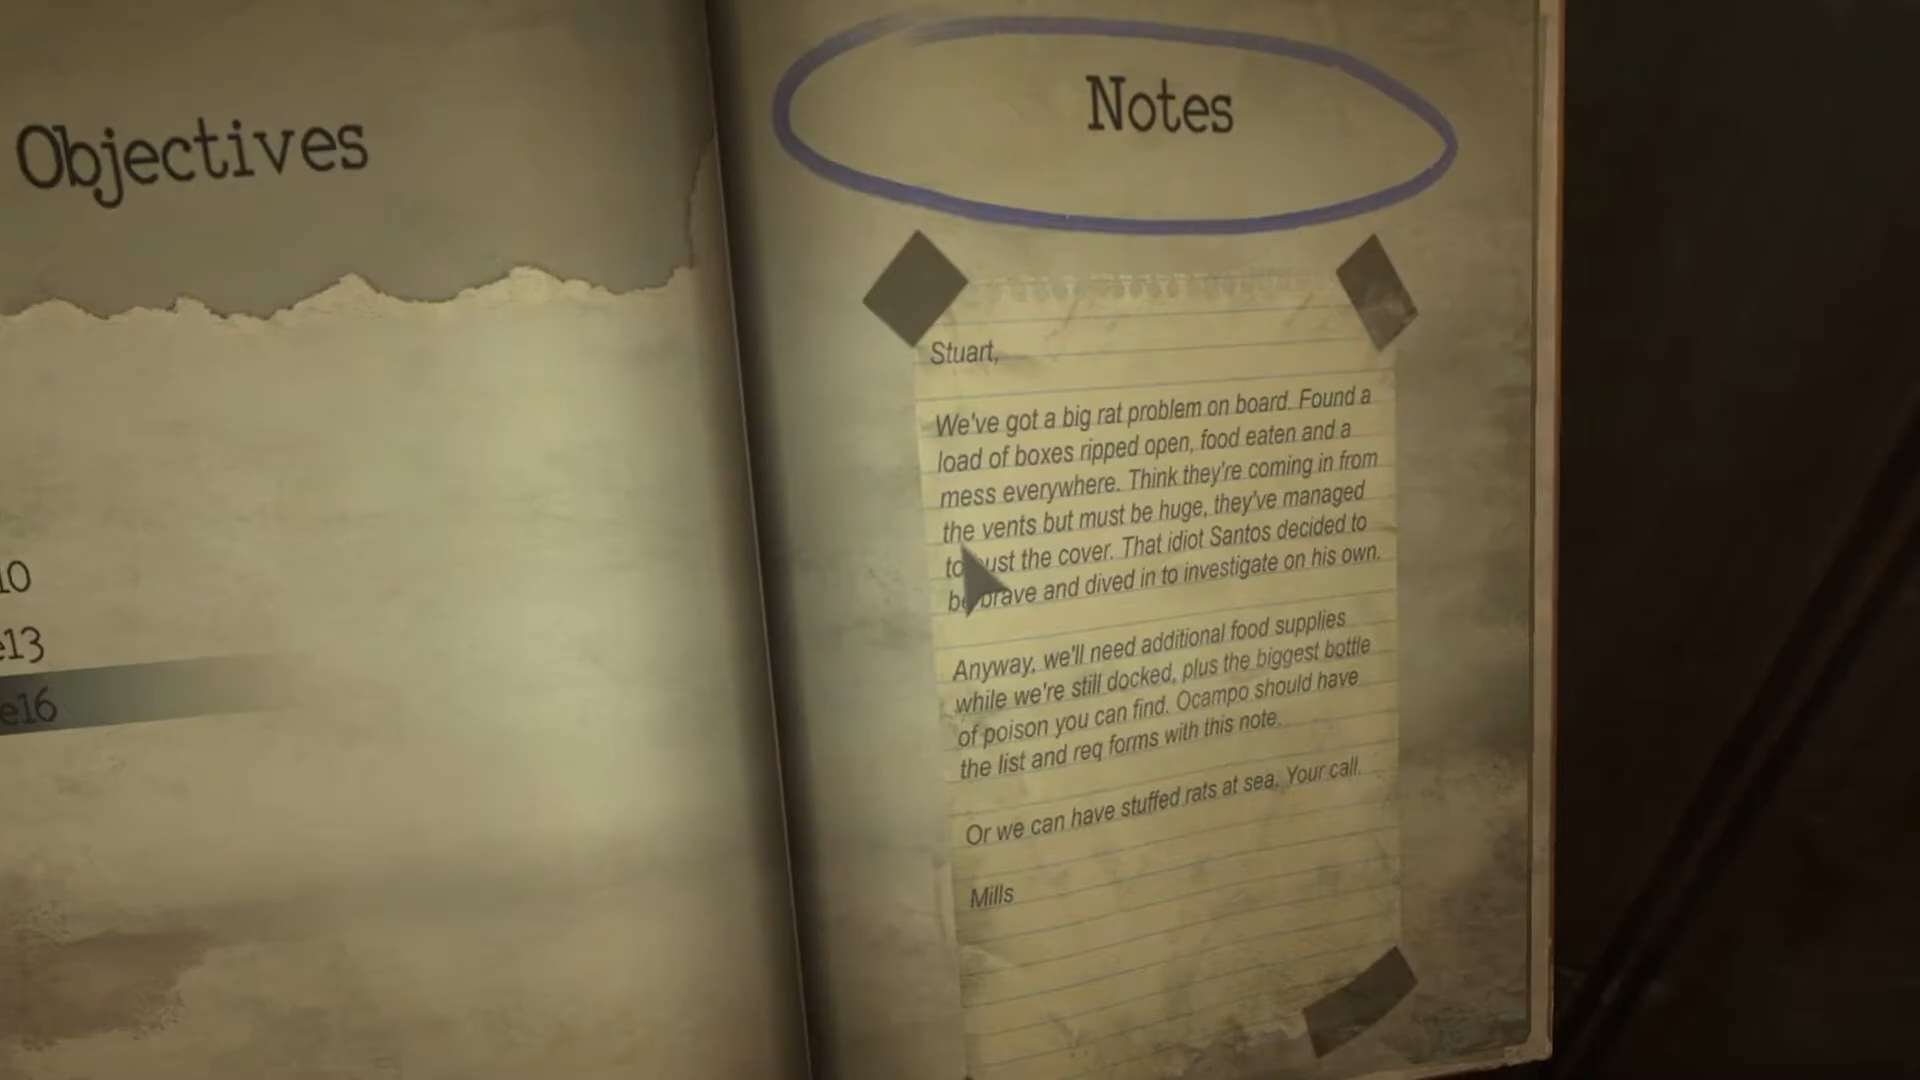 Objectives
10
e13
e16
Notes
Stuart,
We've got a big rat problem on board. Found a
load of boxes ripped open, food eaten and a
mess everywhere. Think they're coming in from
the vents but must be huge, they've managed
to bust the cover. That idiot Santos decided to
be brave and dived in to investigate on his own.
Anyway, we'll need additional food supplies
while we're still docked, plus the biggest bottle
of poison you can find. Ocampo should have
the list and req forms with this note.
Or we can have stuffed rats at sea. Your call.
Mills